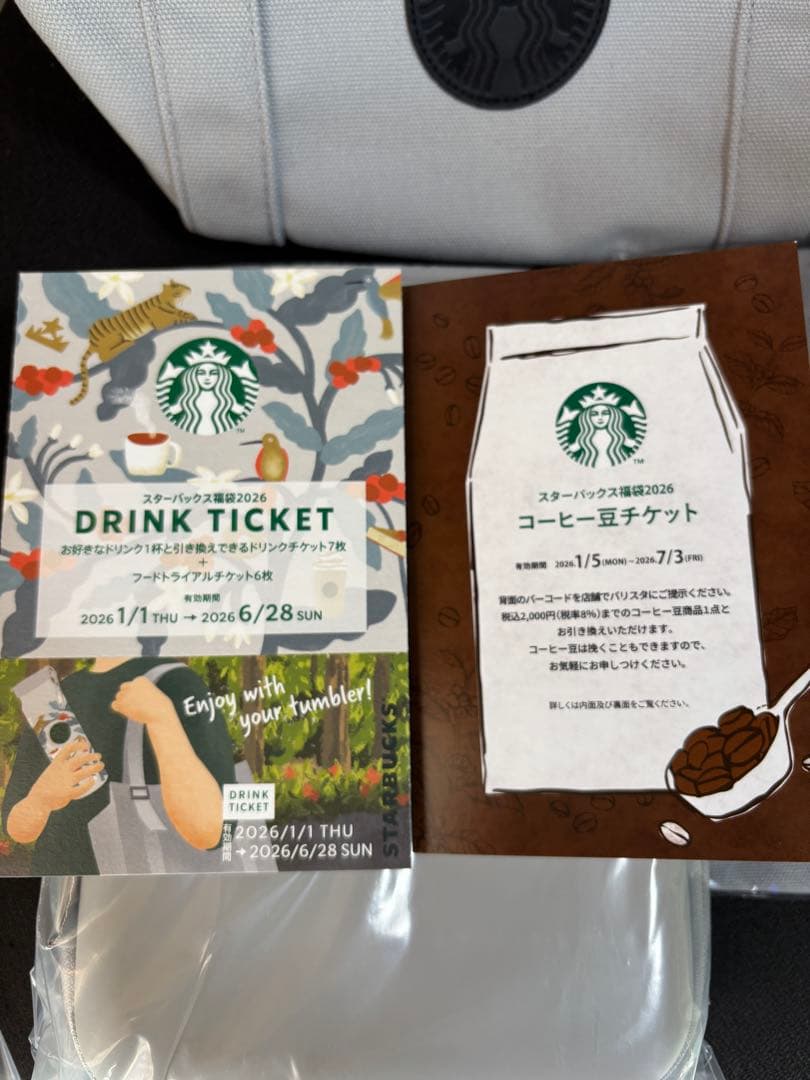 スターバックス福袋2026
DRINK TICKET
お好きなドリンク1杯と引き換えできるドリンクチケット7枚
+
フードトライアルチケット6枚
有効期間
2026 1/1 THU → 2026 6/28 SUN
Enjoy with
your tumbler!
STARBUCKS
DRINK
TICKET
有効期間
2026/1/1 THU
→ 2026/6/28 SUN
TM
スターバックス福袋2026
コーヒー豆チケット
有効期間 2026.1/5(MON)~2026.7/3(FRI)
背面のバーコードを店舗でバリスタにご提示ください。
税込2,000円(税率8%)までのコーヒー豆商品1点と
お引き換えいただけます。
コーヒー豆は挽くこともできますので、
お気軽にお申しつけください。
詳しくは内面及び裏面をご覧ください。
TM